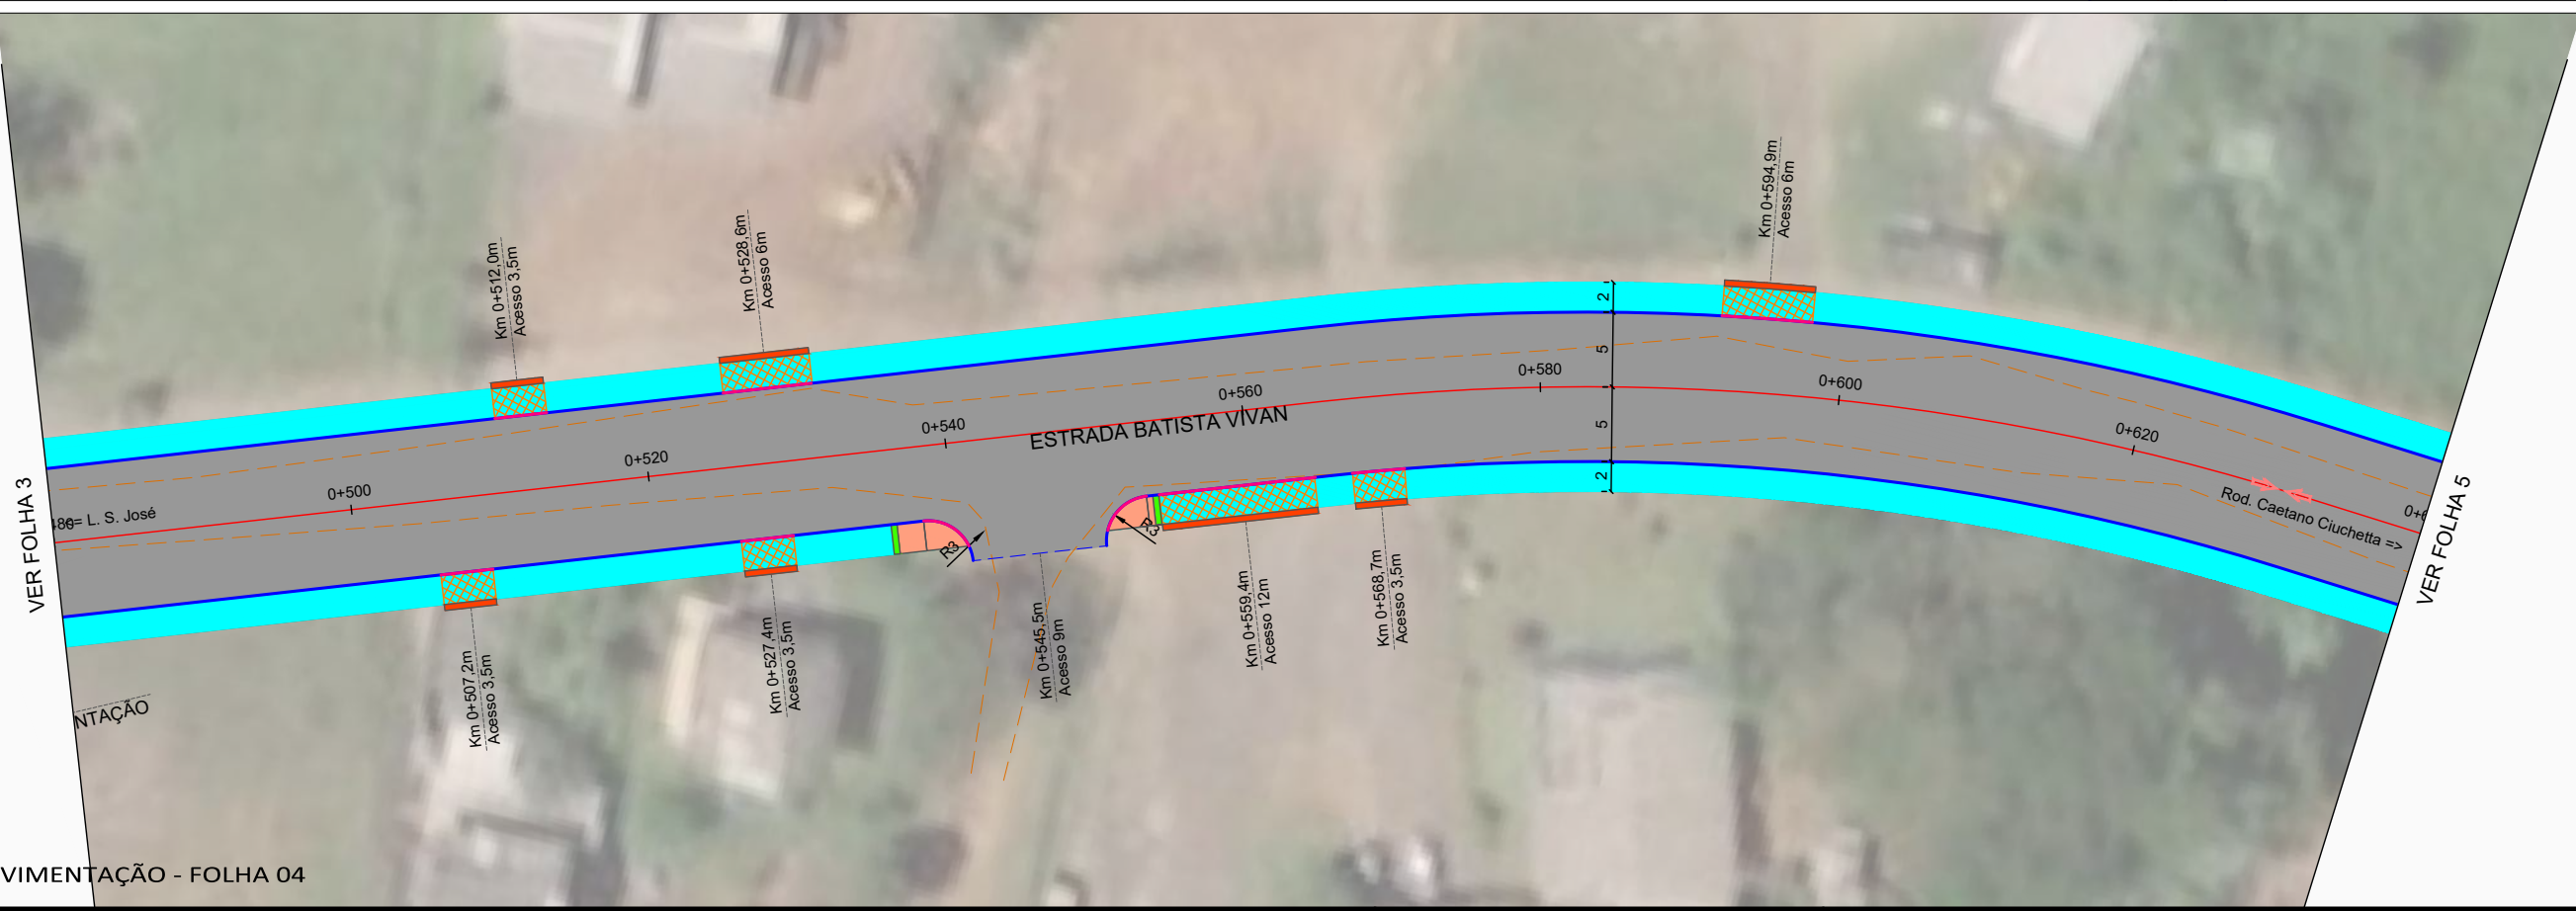 Km 0+594,9m
Acesso 6m
Km 0+528,6m
Acesso 6m
Km 0+512,0m
Acesso 3,5m
2
5
5
2
0+500
0+520
0+540
0+560
0+580
0+600
0+620
ESTRADA BATISTA VIVAN
<= L. S. José
Rod. Caetano Ciuchetta =>
VER FOLHA 3
VER FOLHA 5
R3
R3
Km 0+507,2m
Acesso 3,5m
Km 0+527,4m
Acesso 3,5m
Km 0+545,5m
Acesso 9m
Km 0+559,4m
Acesso 12m
Km 0+568,7m
Acesso 3,5m
NTAÇÃO
VIMENTAÇÃO - FOLHA 04